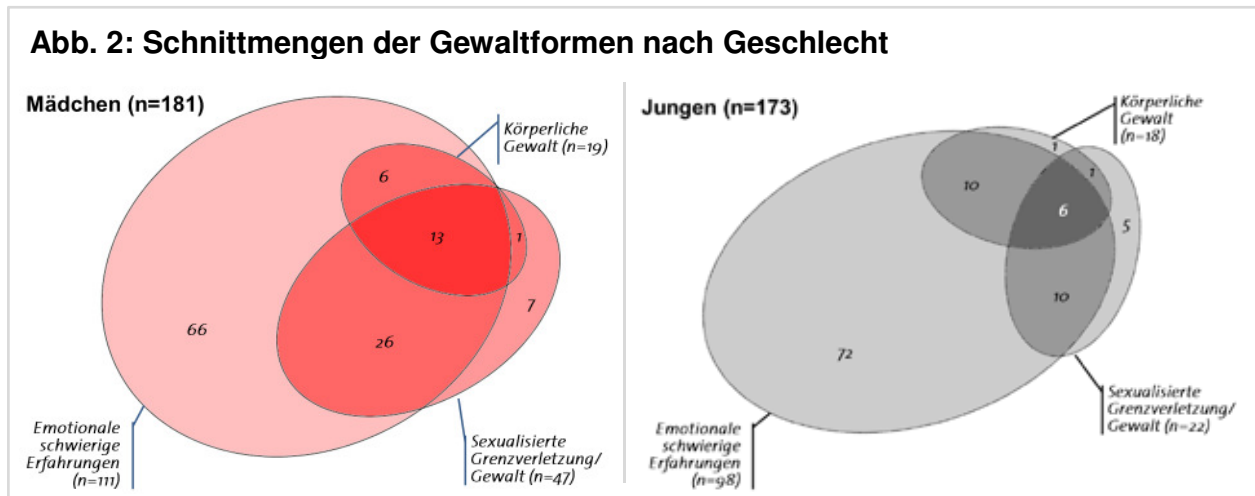 Abb. 2: Schnittmengen der Gewaltformen nach Geschlecht
Mädchen (n=181)
Körperliche
Gewalt (n=19)
6
13
1
7
66
26
Emotionale
schwierige
Erfahrungen
(n=111)
Sexualisierte
Grenzverletzung/
Gewalt (n=47)
Jungen (n=173)
Körperliche
Gewalt
(n=18)
1
1
10
6
5
10
72
Emotionale
schwierige
Erfahrungen
(n=98)
Sexualisierte
Grenzverletzung/
Gewalt (n=22)